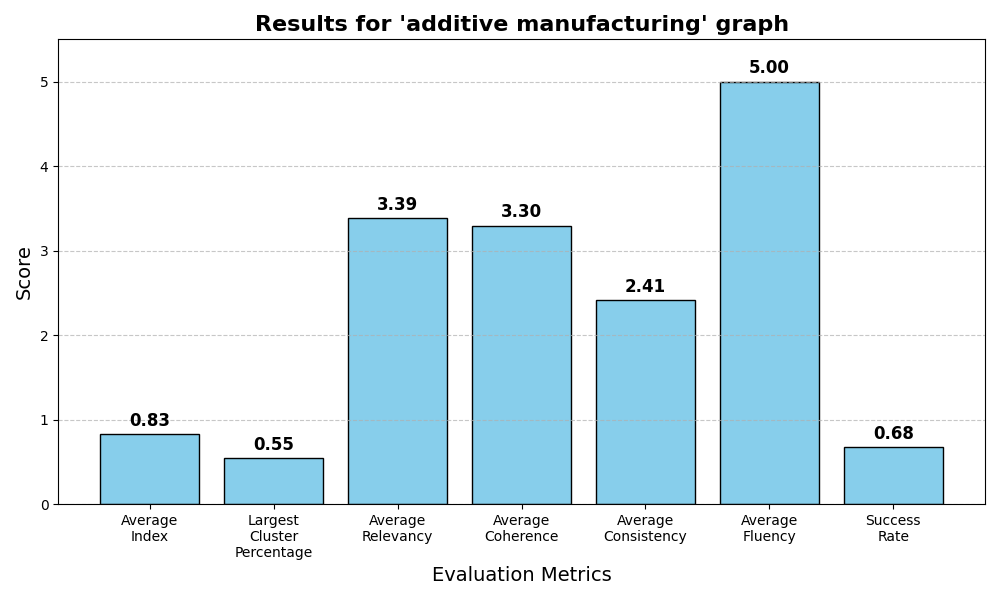 Results for 'additive manufacturing' graph
Score
5
4
3
2
1
0
0.83
0.55
3.39
3.30
2.41
5.00
0.68
Average
Index
Largest
Cluster
Percentage
Average
Relevancy
Average
Coherence
Average
Consistency
Average
Fluency
Success
Rate
Evaluation Metrics